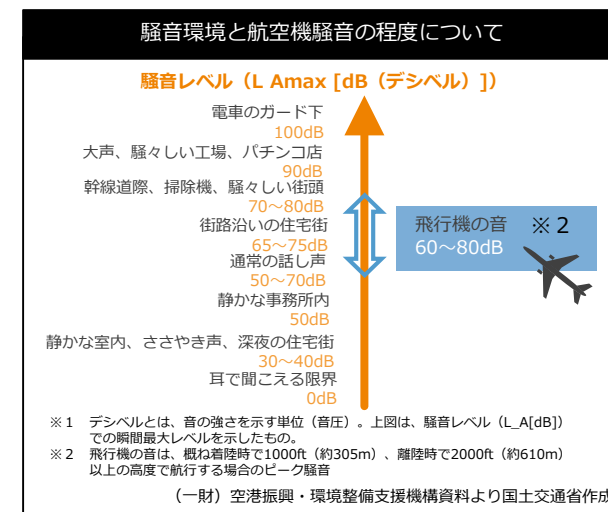 騒音環境と航空機騒音の程度について
騒音レベル（L Amax [dB（デシベル）]）
電車のガード下
100dB
大声、騒々しい工場、パチンコ店
90dB
幹線道際、掃除機、騒々しい街頭
70～80dB
街路沿いの住宅街
65～75dB
通常の話し声
50～70dB
静かな事務所内
50dB
静かな室内、ささやき声、深夜の住宅街
30～40dB
耳で聞こえる限界
0dB
飛行機の音 ※2
60～80dB
※1 デシベルとは、音の強さを示す単位（音圧）。上図は、騒音レベル（L_A[dB]）
での瞬間最大レベルを示したもの。
※2 飛行機の音は、概ね着陸時で1000ft（約305m）、離陸時で2000ft（約610m）
以上の高度で航行する場合のピーク騒音
（一財）空港振興・環境整備支援機構資料より国土交通省作成